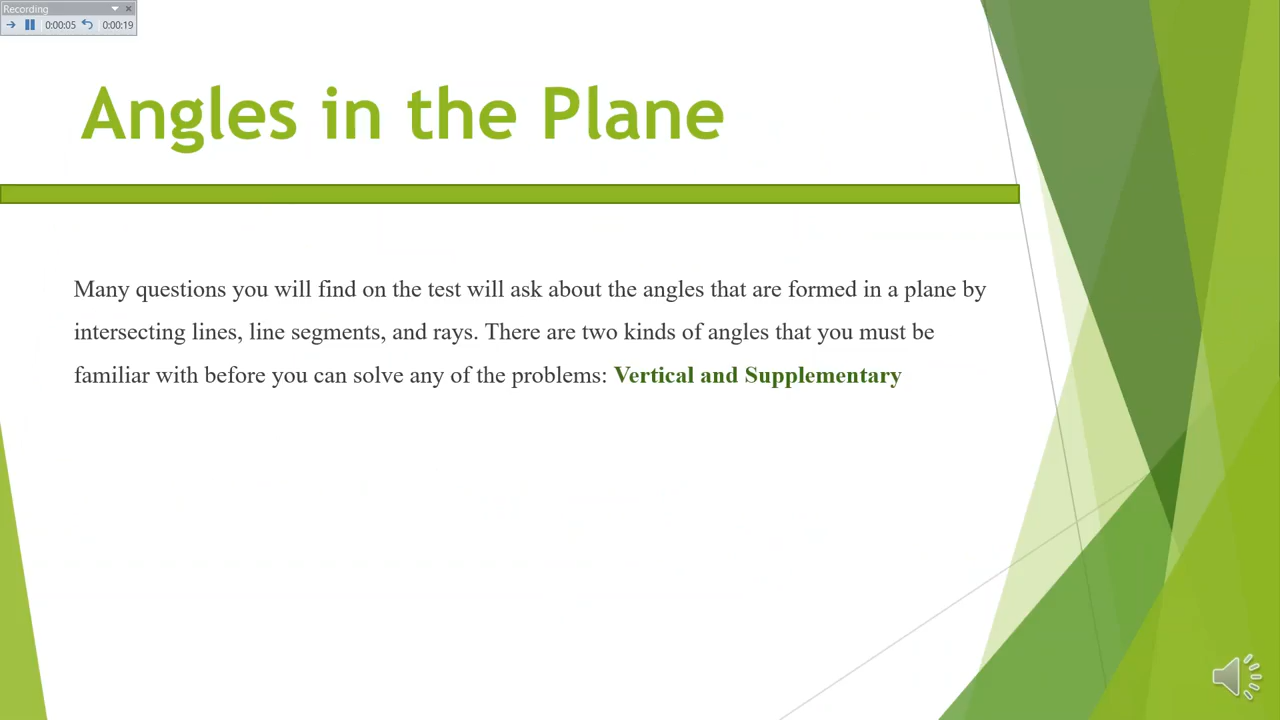 Recording
0:00:05 0:00:19
Angles in the Plane
Many questions you will find on the test will ask about the angles that are formed in a plane by
intersecting lines, line segments, and rays. There are two kinds of angles that you must be
familiar with before you can solve any of the problems: Vertical and Supplementary